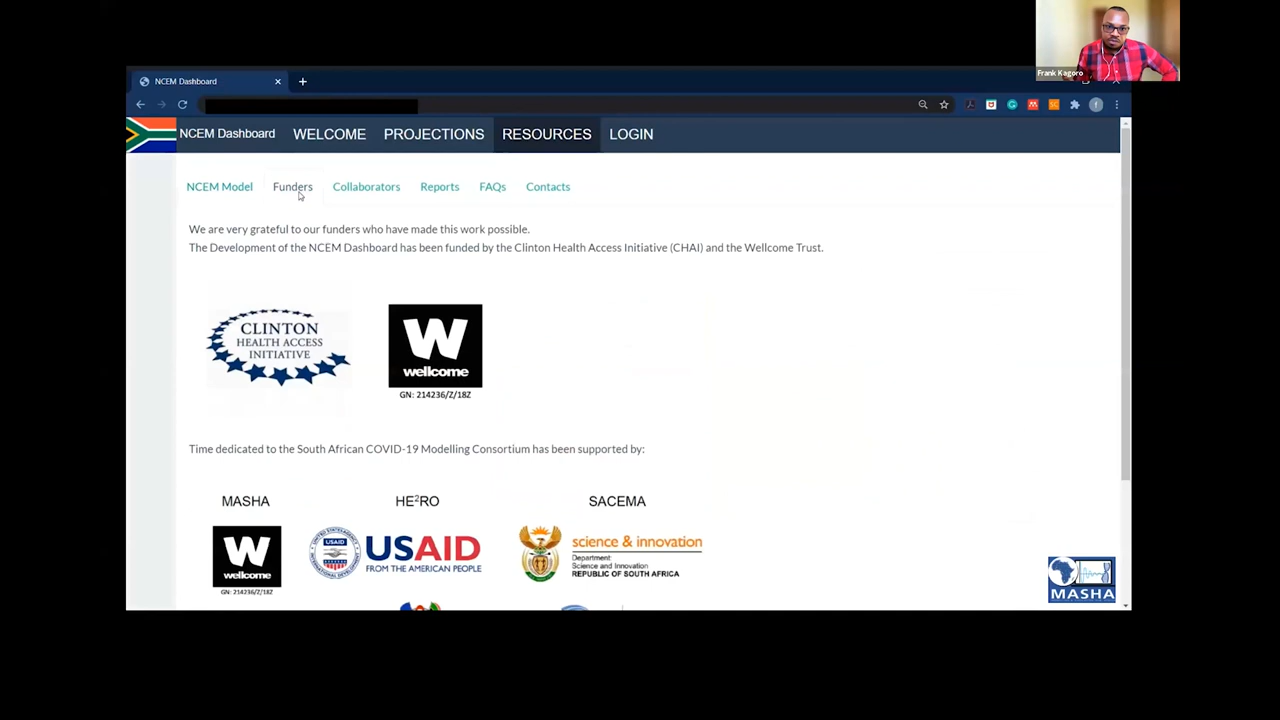 Frank Kagoro
NCEM Dashboard
NCEM Dashboard WELCOME PROJECTIONS RESOURCES LOGIN
NCEM Model Funders Collaborators Reports FAQs Contacts
We are very grateful to our funders who have made this work possible.
The Development of the NCEM Dashboard has been funded by the Clinton Health Access Initiative (CHAI) and the Wellcome Trust.
CLINTON
HEALTH ACCESS
INITIATIVE
W
wellcome
GN: 214236/Z/18Z
Time dedicated to the South African COVID-19 Modelling Consortium has been supported by:
MASHA HE²RO SACEMA
W
wellcome
GN: 214236/Z/18Z
USAID
USAID
FROM THE AMERICAN PEOPLE
science & innovation
Department:
Science and Innovation
REPUBLIC OF SOUTH AFRICA
MASHA